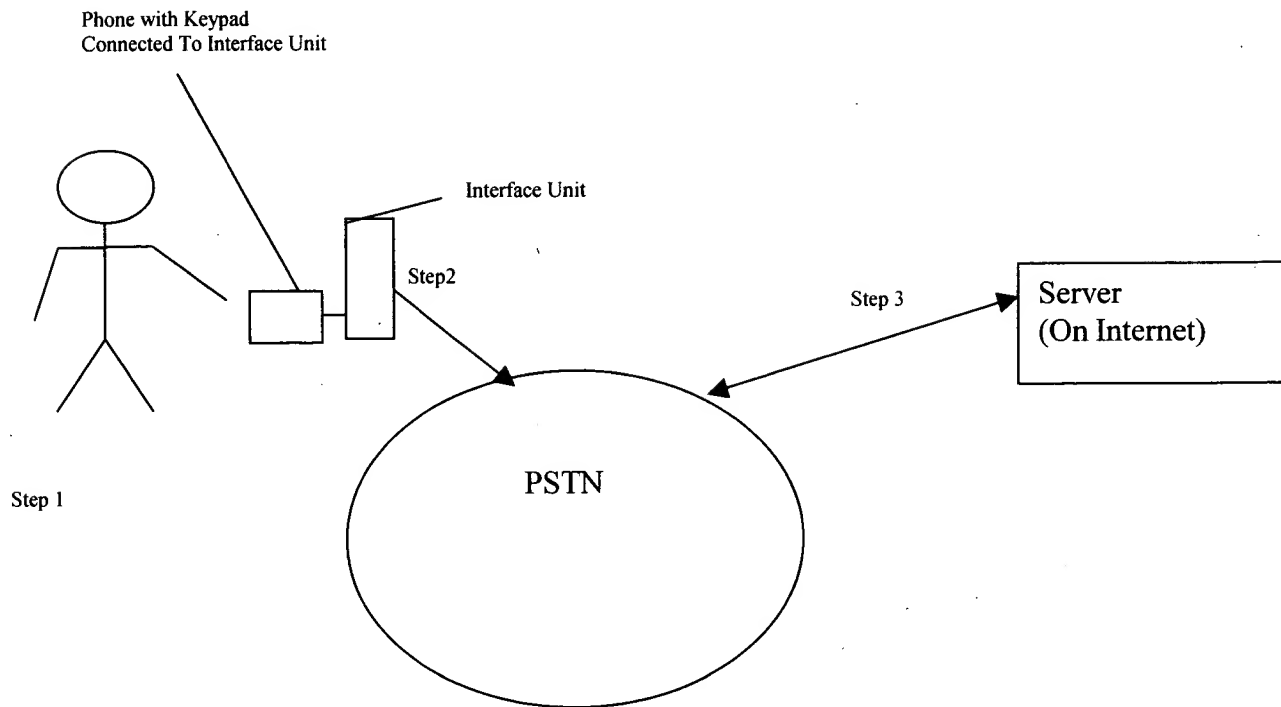 Phone with Keypad
Connected To Interface Unit
Interface Unit
Step2
Step 3
Server
(On Internet)
PSTN
Step 1